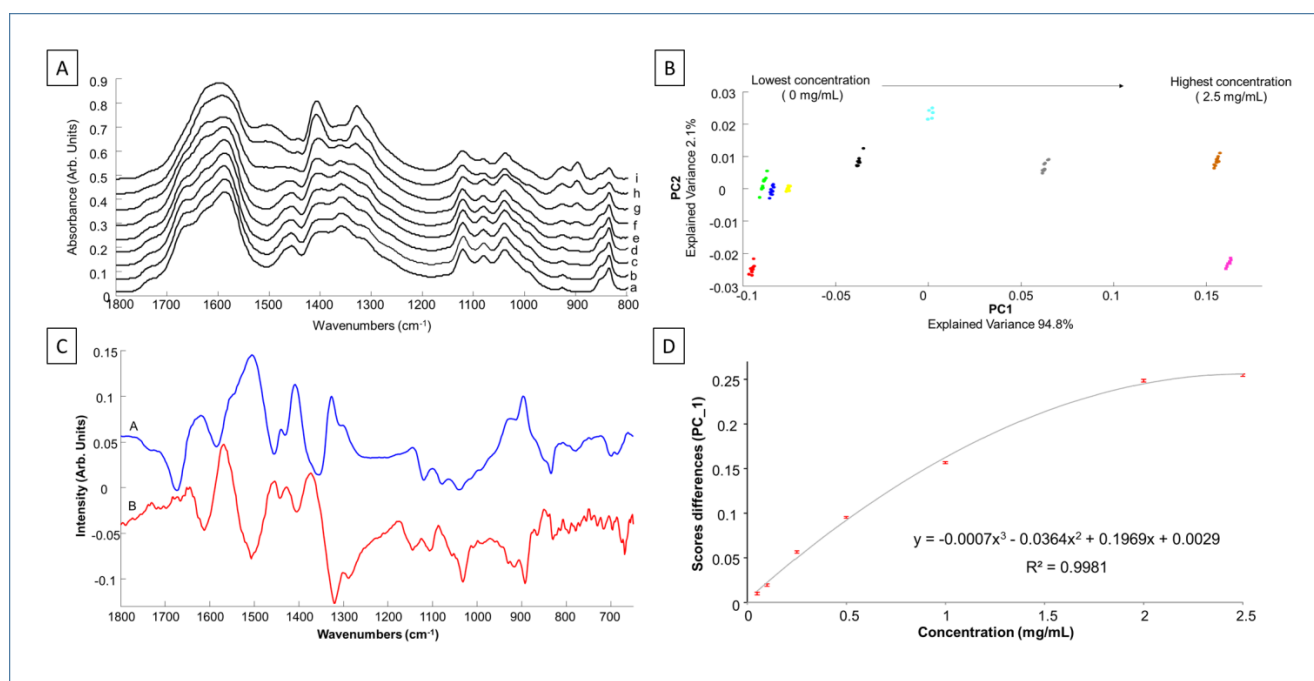 A
0.9
0.8
0.7
0.6
0.5
0.4
0.3
0.2
0.1
0
Absorbance (Arb. Units)
i
h
g
f
e
d
c
b
a
1800 1700 1600 1500 1400 1300 1200 1100 1000 900 800
Wavenumbers (cm-1)
B
Lowest concentration
( 0 mg/mL)
Highest concentration
( 2.5 mg/mL)
0.03
0.02
0.01
0
-0.01
-0.02
-0.03
PC2
Explained Variance 2.1%
-0.1 -0.05 0 0.05 0.1 0.15
PC1
Explained Variance 94.8%
C
0.15
0.1
0.05
0
-0.05
-0.1
Intensity (Arb. Units)
A
B
1800 1700 1600 1500 1400 1300 1200 1100 1000 900 800 700
Wavenumbers (cm-1)
D
0.25
0.2
0.15
0.1
0.05
0
Scores differences (PC_1)
y = -0.0007x3 - 0.0364x2 + 0.1969x + 0.0029
R² = 0.9981
0 0.5 1 1.5 2 2.5
Concentration (mg/mL)